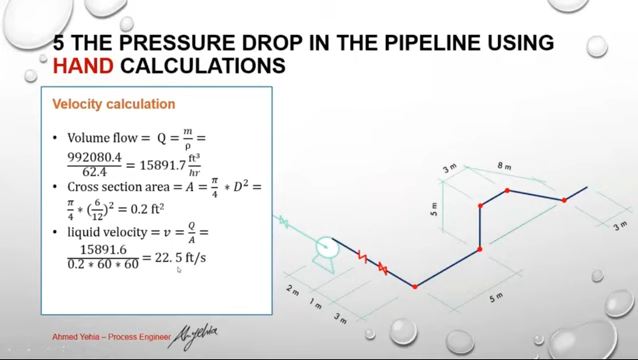 5 THE PRESSURE DROP IN THE PIPELINE USING
HAND CALCULATIONS
Velocity calculation
• Volume flow = Q = m/ρ =
992080.4/62.4 = 15891.7 ft³/hr
• Cross section area = A = π/4 * D² =
π/4 * (6/12)² = 0.2 ft²
• liquid velocity = v = Q/A =
15891.6/(0.2 * 60 * 60) = 22.5 ft/s
3 m
8 m
5 m
3 m
2 m
1 m
3 m
5 m
Ahmed Yehia – Process Engineer